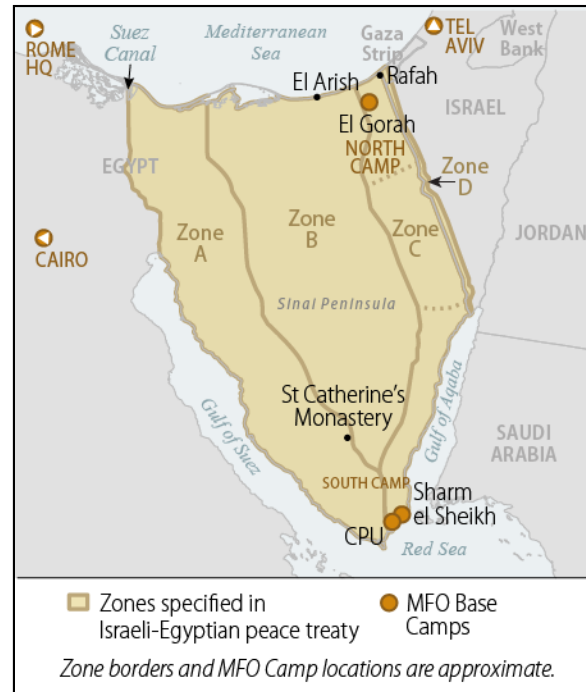 ROME
HQ
Suez
Canal
Mediterranean
Sea
Gaza
Strip
TEL
AVIV
West
Bank
El Arish
Rafah
ISRAEL
El Gorah
NORTH
CAMP
EGYPT
Zone
D
Zone
A
Zone
B
Zone
C
JORDAN
CAIRO
Sinai Peninsula
St Catherine's
Monastery
Gulf of Suez
Gulf of Aqaba
SAUDI
ARABIA
SOUTH CAMP
Sharm
el Sheikh
CPU
Red Sea
Zones specified in
Israeli-Egyptian peace treaty
MFO Base
Camps
Zone borders and MFO Camp locations are approximate.